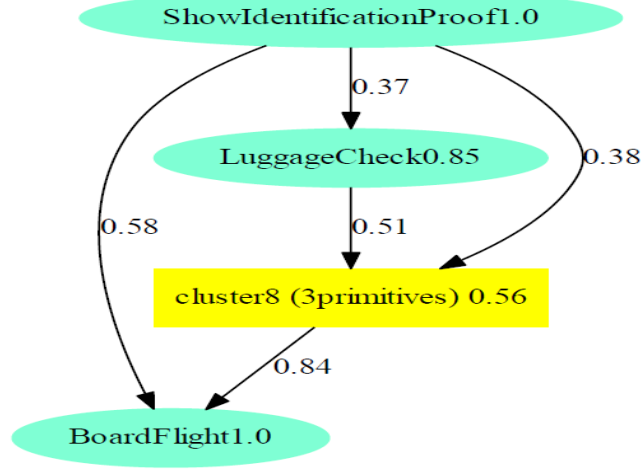 ShowIdentificationProof1.0
0.37
LuggageCheck0.85
0.38
0.58
0.51
cluster8 (3primitives) 0.56
0.84
BoardFlight1.0